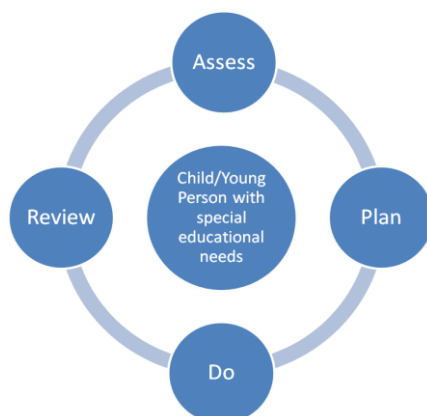 Assess
Child/Young
Person with
special
educational
needs
Review
Plan
Do